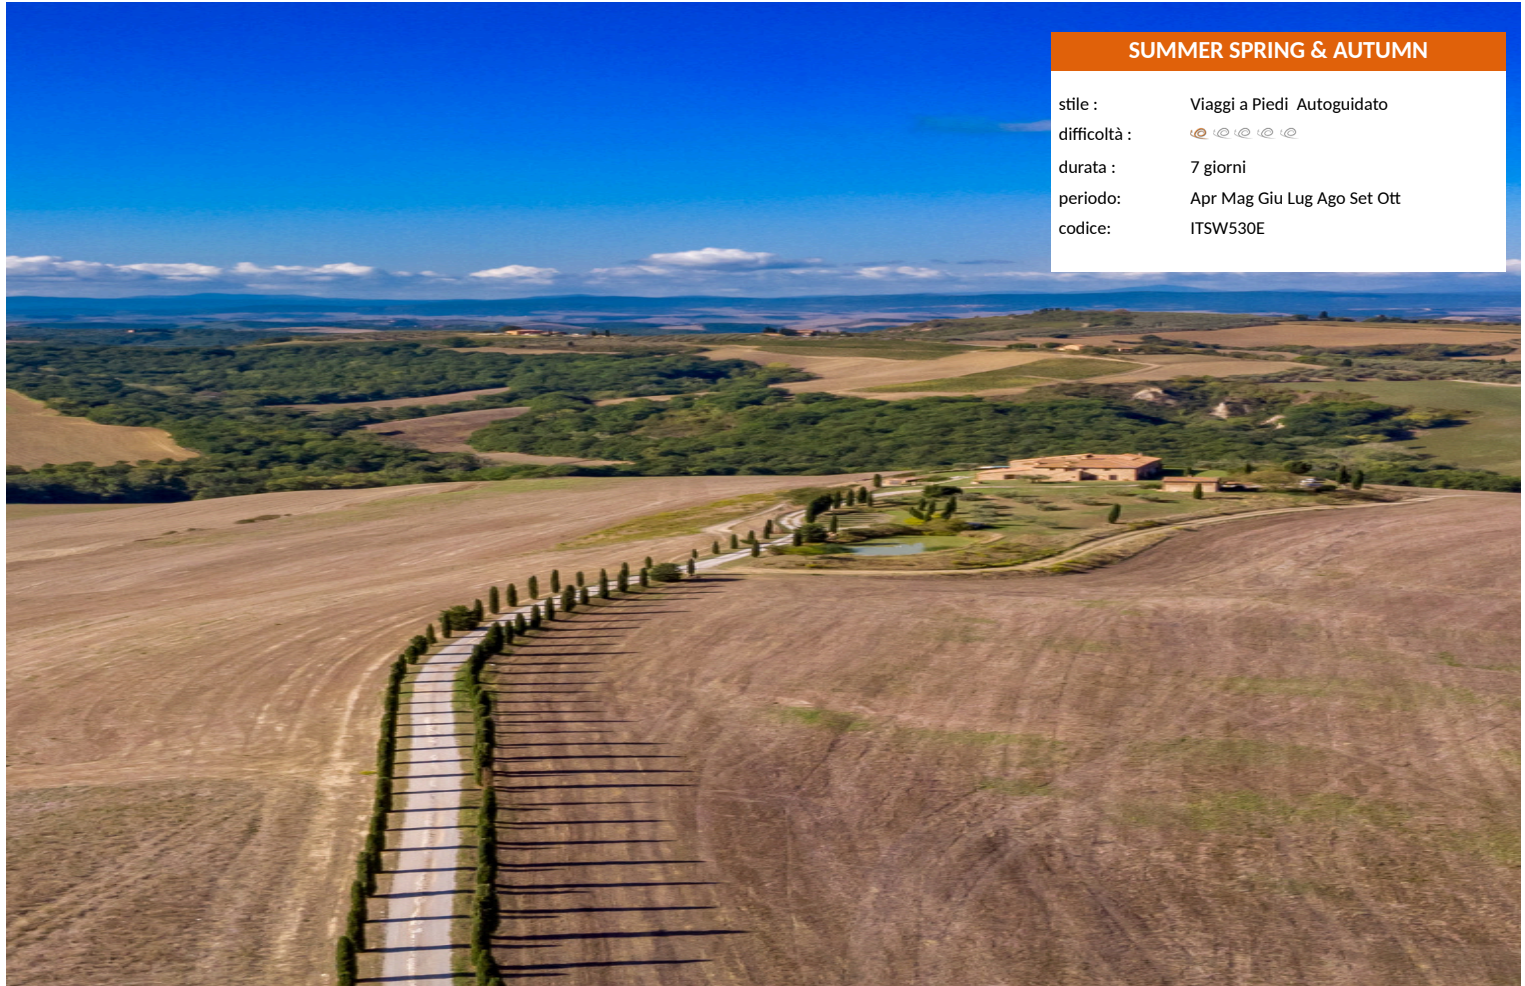 SUMMER SPRING & AUTUMN
stile : Viaggi a Piedi Autoguidato
difficoltà :
durata : 7 giorni
periodo: Apr Mag Giu Lug Ago Set Ott
codice: ITSW530E